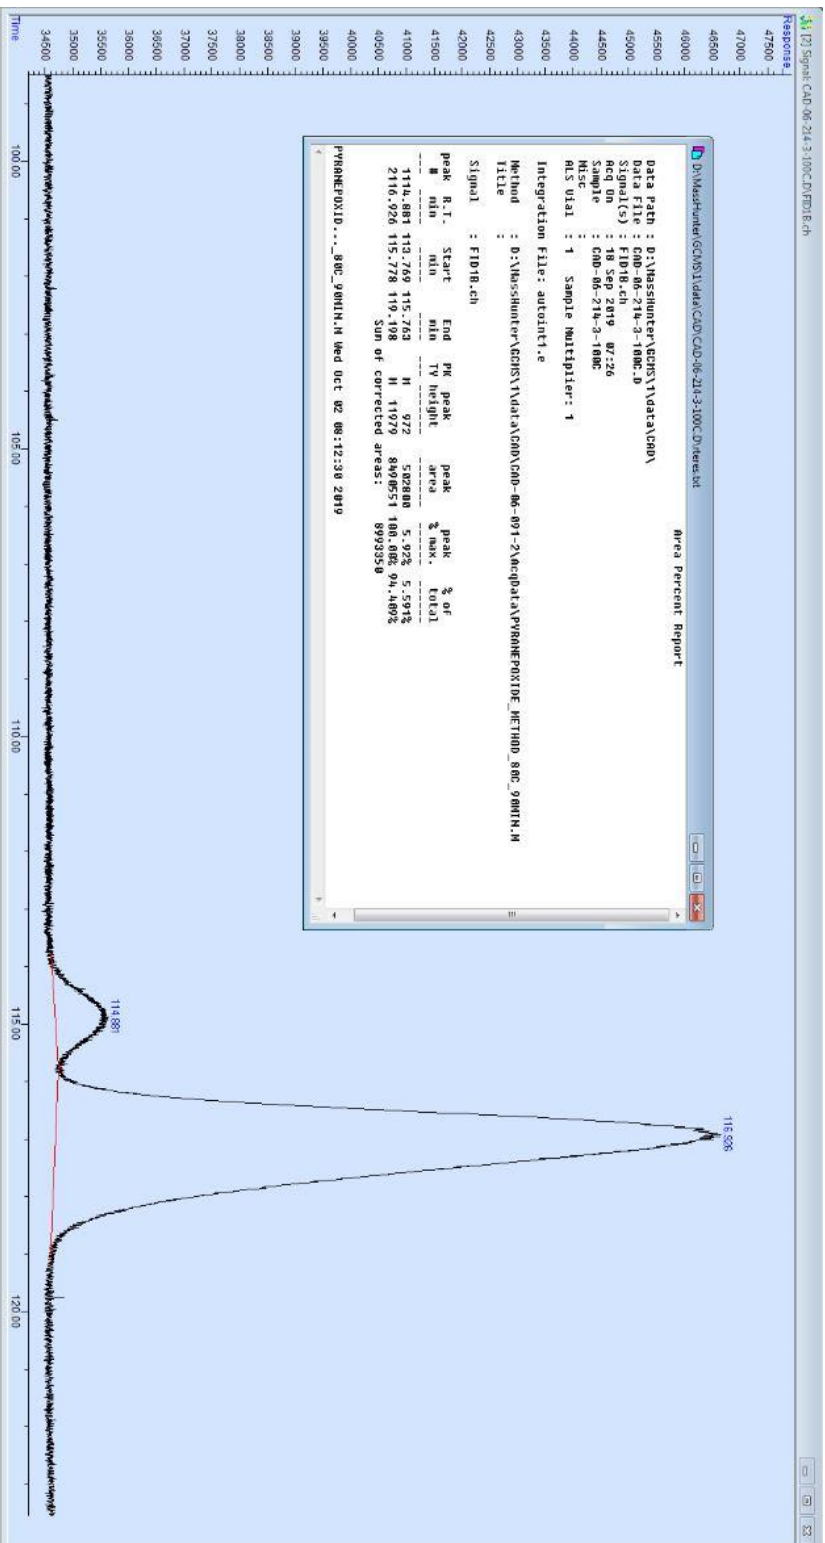 [2] Signal: CAD-06-214-3-100C.D\FID1B.ch
Response
47500
47000
46500
46000
45500
45000
44500
44000
43500
43000
42500
42000
41500
41000
40500
40000
39500
39000
38500
38000
37500
37000
36500
36000
35500
35000
34500
Time
100.00
105.00
110.00
115.00
120.00
114.881
116.926
D:\MassHunter\GCMS\1\data\CAD\CAD-06-214-3-100C.D\rteres.txt
Area Percent Report
Data Path : D:\MassHunter\GCMS\1\data\CAD\
Data File : CAD-06-214-3-100C.D
Signal(s) : FID1B.ch
Acq On : 18 Sep 2019 07:26
Sample : CAD-06-214-3-100C
Misc :
ALS Vial : 1 Sample Multiplier: 1
Integration File: autoint1.e
Method : D:\MassHunter\GCMS\1\data\CAD\CAD-06-091-2\AcqData\PYRANEPOXIDE_METHOD_80C_90MIN.M
Title :
Signal : FID1B.ch
peak R.T. Start End PK peak peak peak % of
# min min min TY height area % max. total
--- ----- ----- ----- --- ------- ------- ------ -------
1 114.881 113.769 115.763 M 972 502800 5.92% 5.591%
2 116.926 115.778 119.198 M 11979 8490551 100.00% 94.409%
Sum of corrected areas: 8993350
PYRANEPOXID..._80C_90MIN.M Wed Oct 02 08:12:30 2019